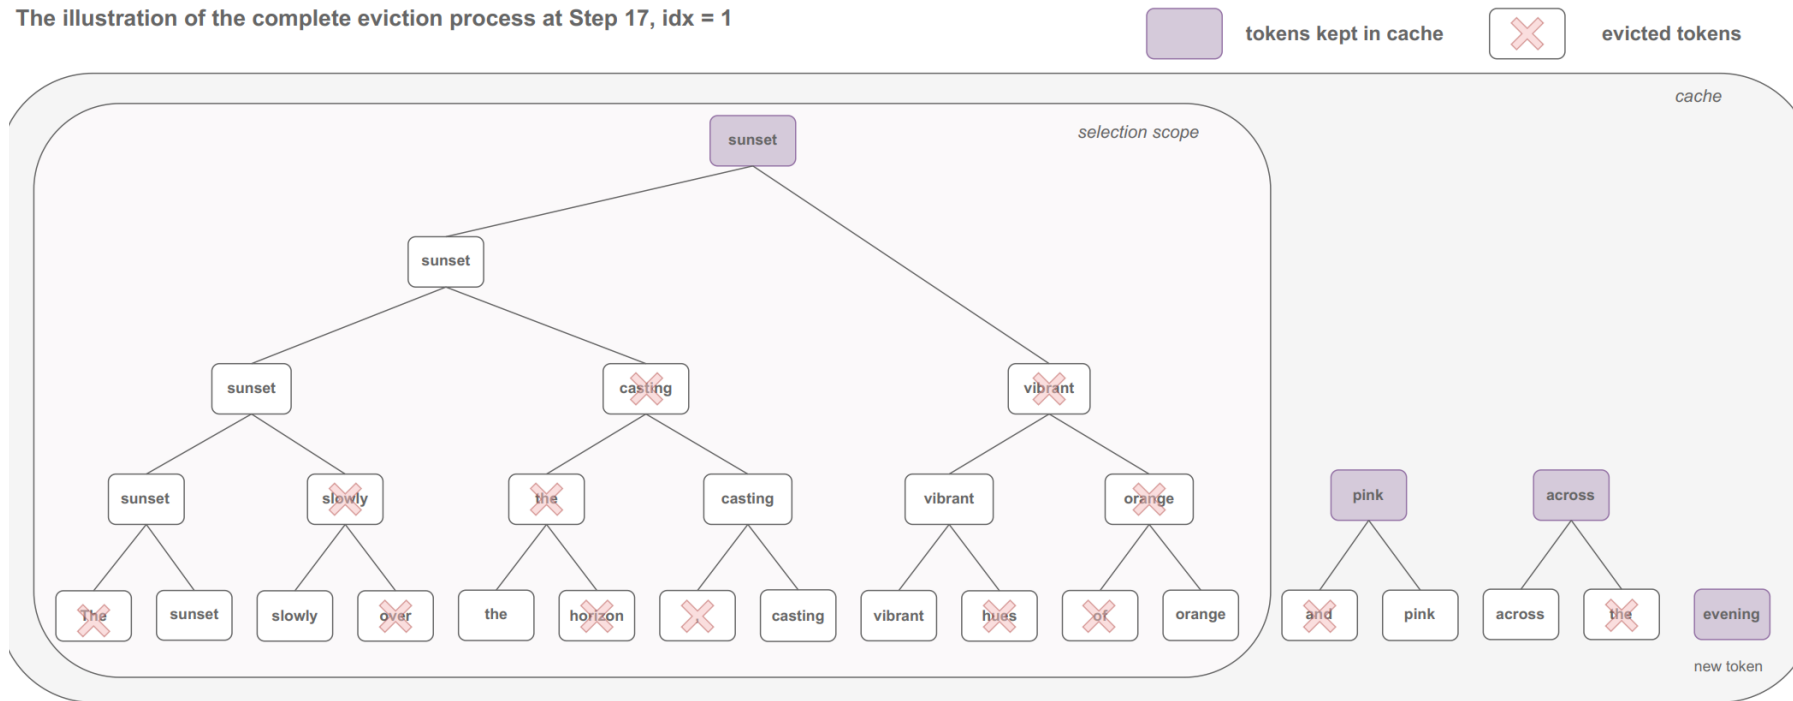 The illustration of the complete eviction process at Step 17, idx = 1
tokens kept in cache
evicted tokens
cache
selection scope
sunset
sunset
sunset
casting
vibrant
sunset
slowly
the
casting
vibrant
orange
pink
across
The
sunset
slowly
over
the
horizon
,
casting
vibrant
hues
of
orange
and
pink
across
the
evening
new token